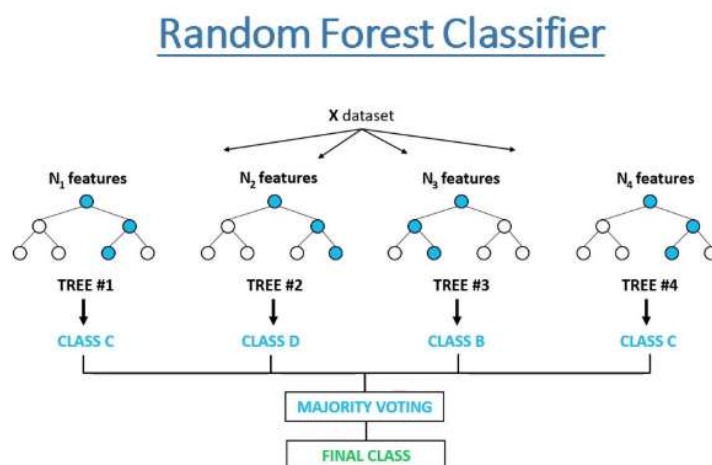 Random Forest Classifier
X dataset
N₁ features N₂ features N₃ features N₄ features
TREE #1 TREE #2 TREE #3 TREE #4
CLASS C CLASS D CLASS B CLASS C
MAJORITY VOTING
FINAL CLASS